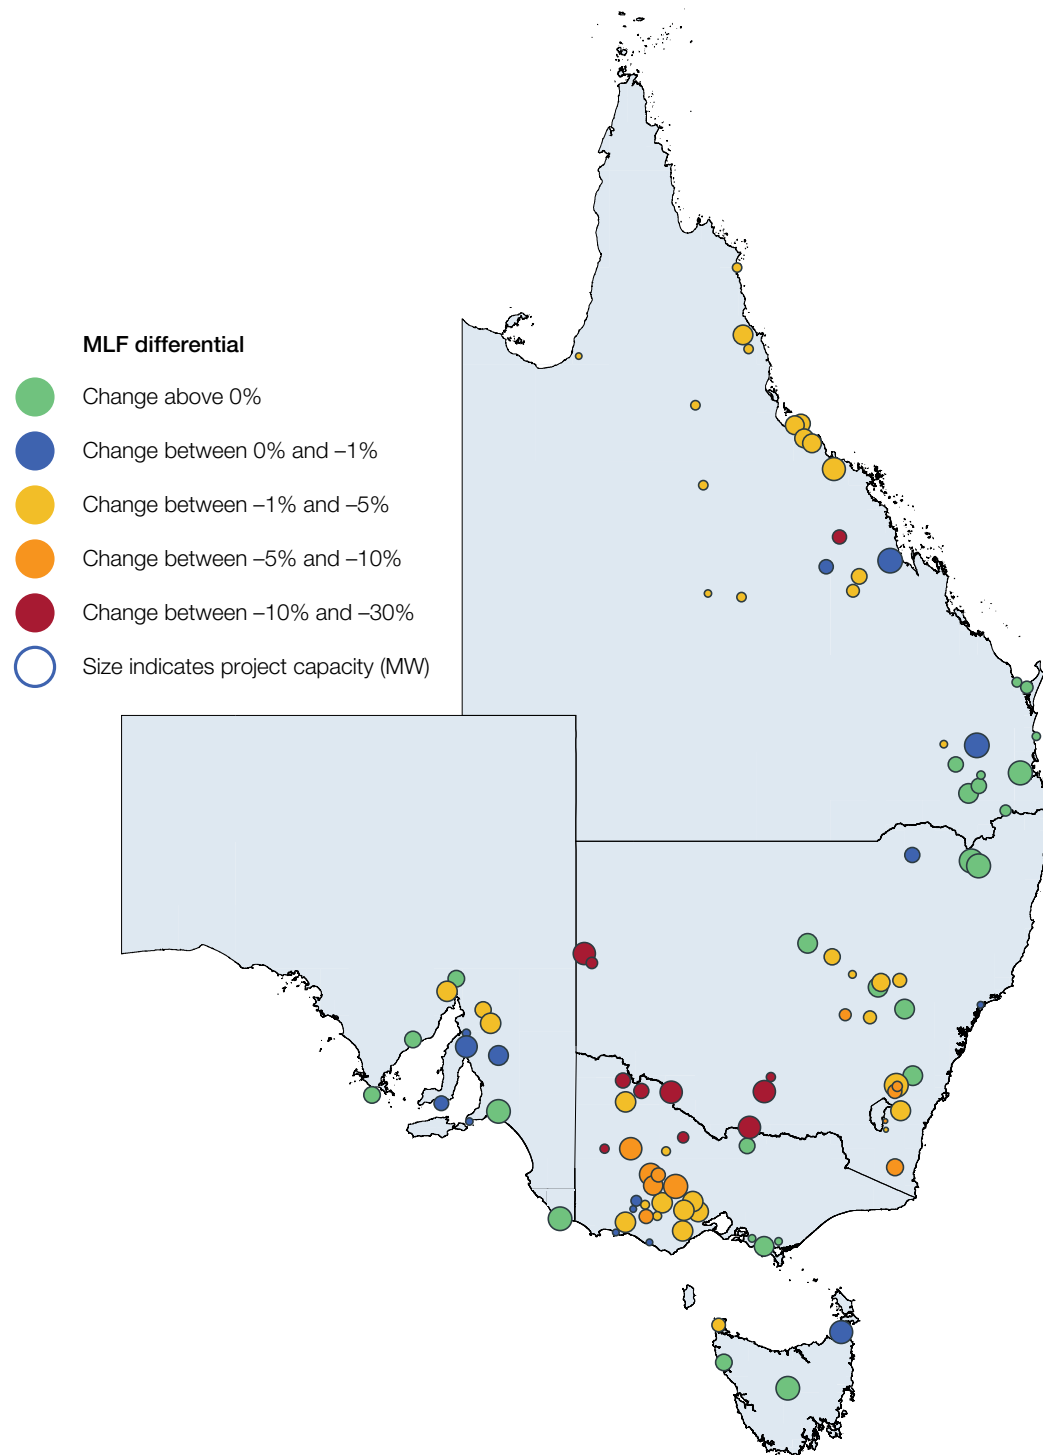 MLF differential
Change above 0%
Change between 0% and –1%
Change between –1% and –5%
Change between –5% and –10%
Change between –10% and –30%
Size indicates project capacity (MW)